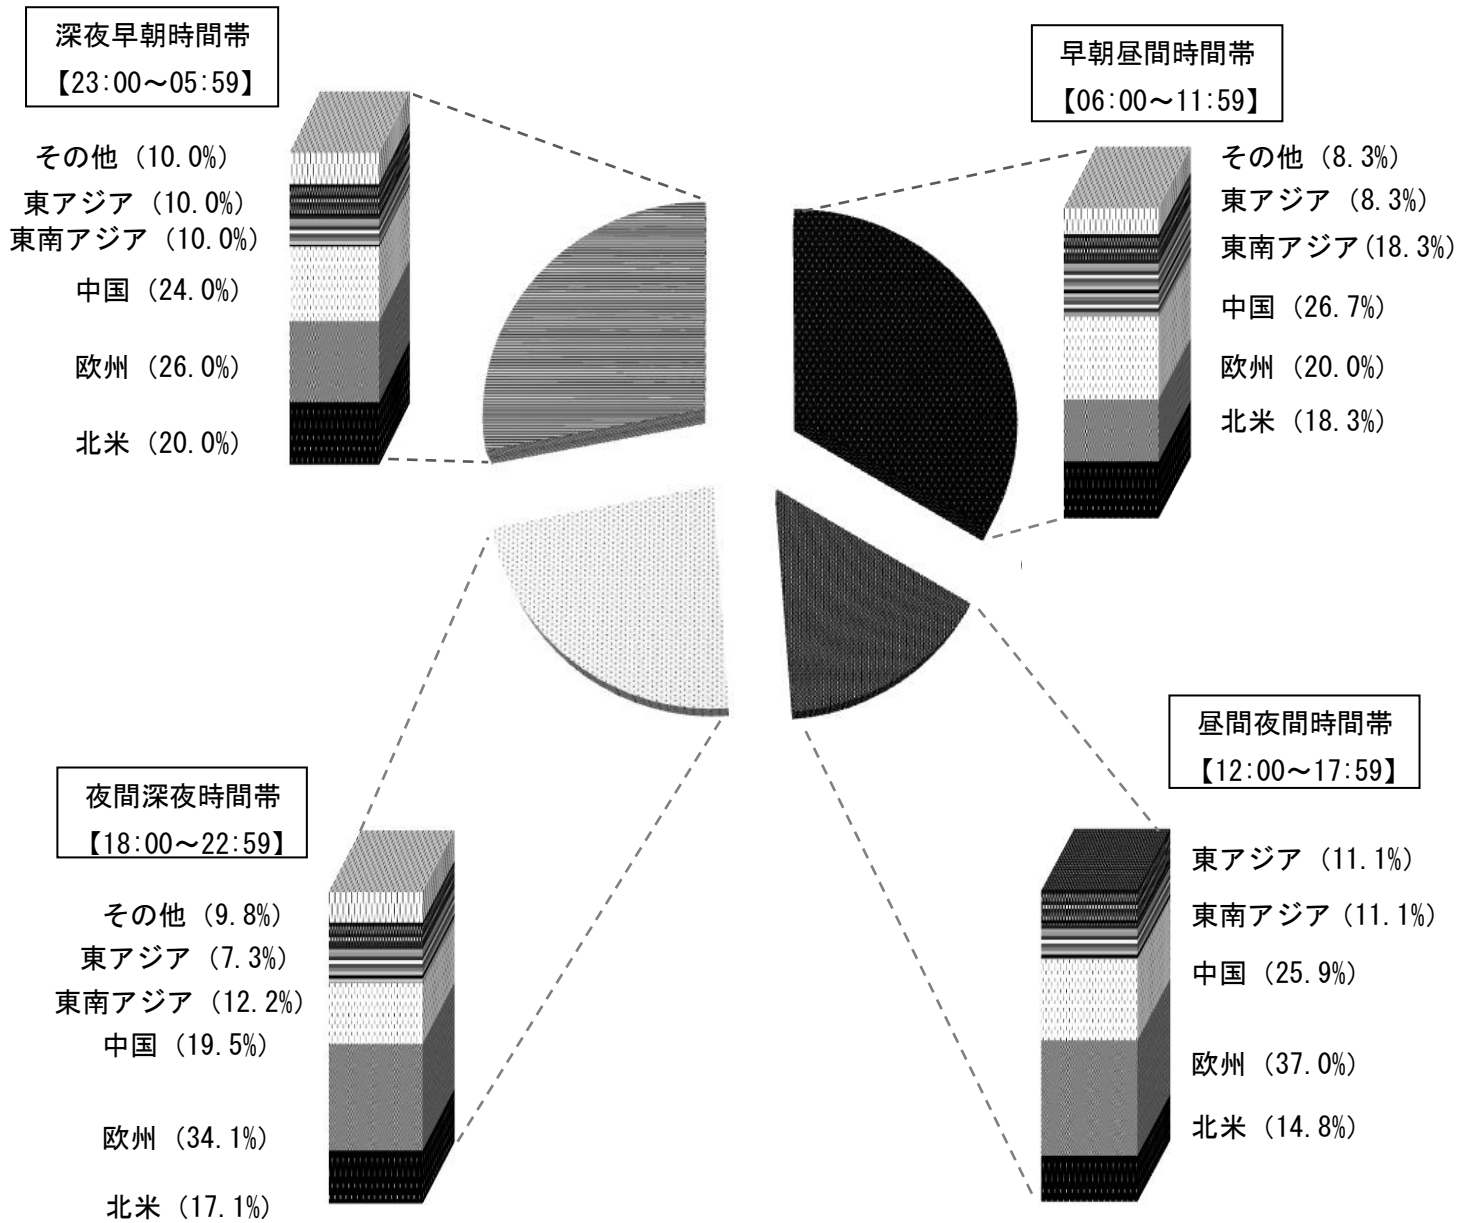 深夜早朝時間帯
【23:00～05:59】
その他 (10.0%)
東アジア (10.0%)
東南アジア (10.0%)
中国 (24.0%)
欧州 (26.0%)
北米 (20.0%)
早朝昼間時間帯
【06:00～11:59】
その他 (8.3%)
東アジア (8.3%)
東南アジア (18.3%)
中国 (26.7%)
欧州 (20.0%)
北米 (18.3%)
夜間深夜時間帯
【18:00～22:59】
その他 (9.8%)
東アジア (7.3%)
東南アジア (12.2%)
中国 (19.5%)
欧州 (34.1%)
北米 (17.1%)
昼間夜間時間帯
【12:00～17:59】
東アジア (11.1%)
東南アジア (11.1%)
中国 (25.9%)
欧州 (37.0%)
北米 (14.8%)